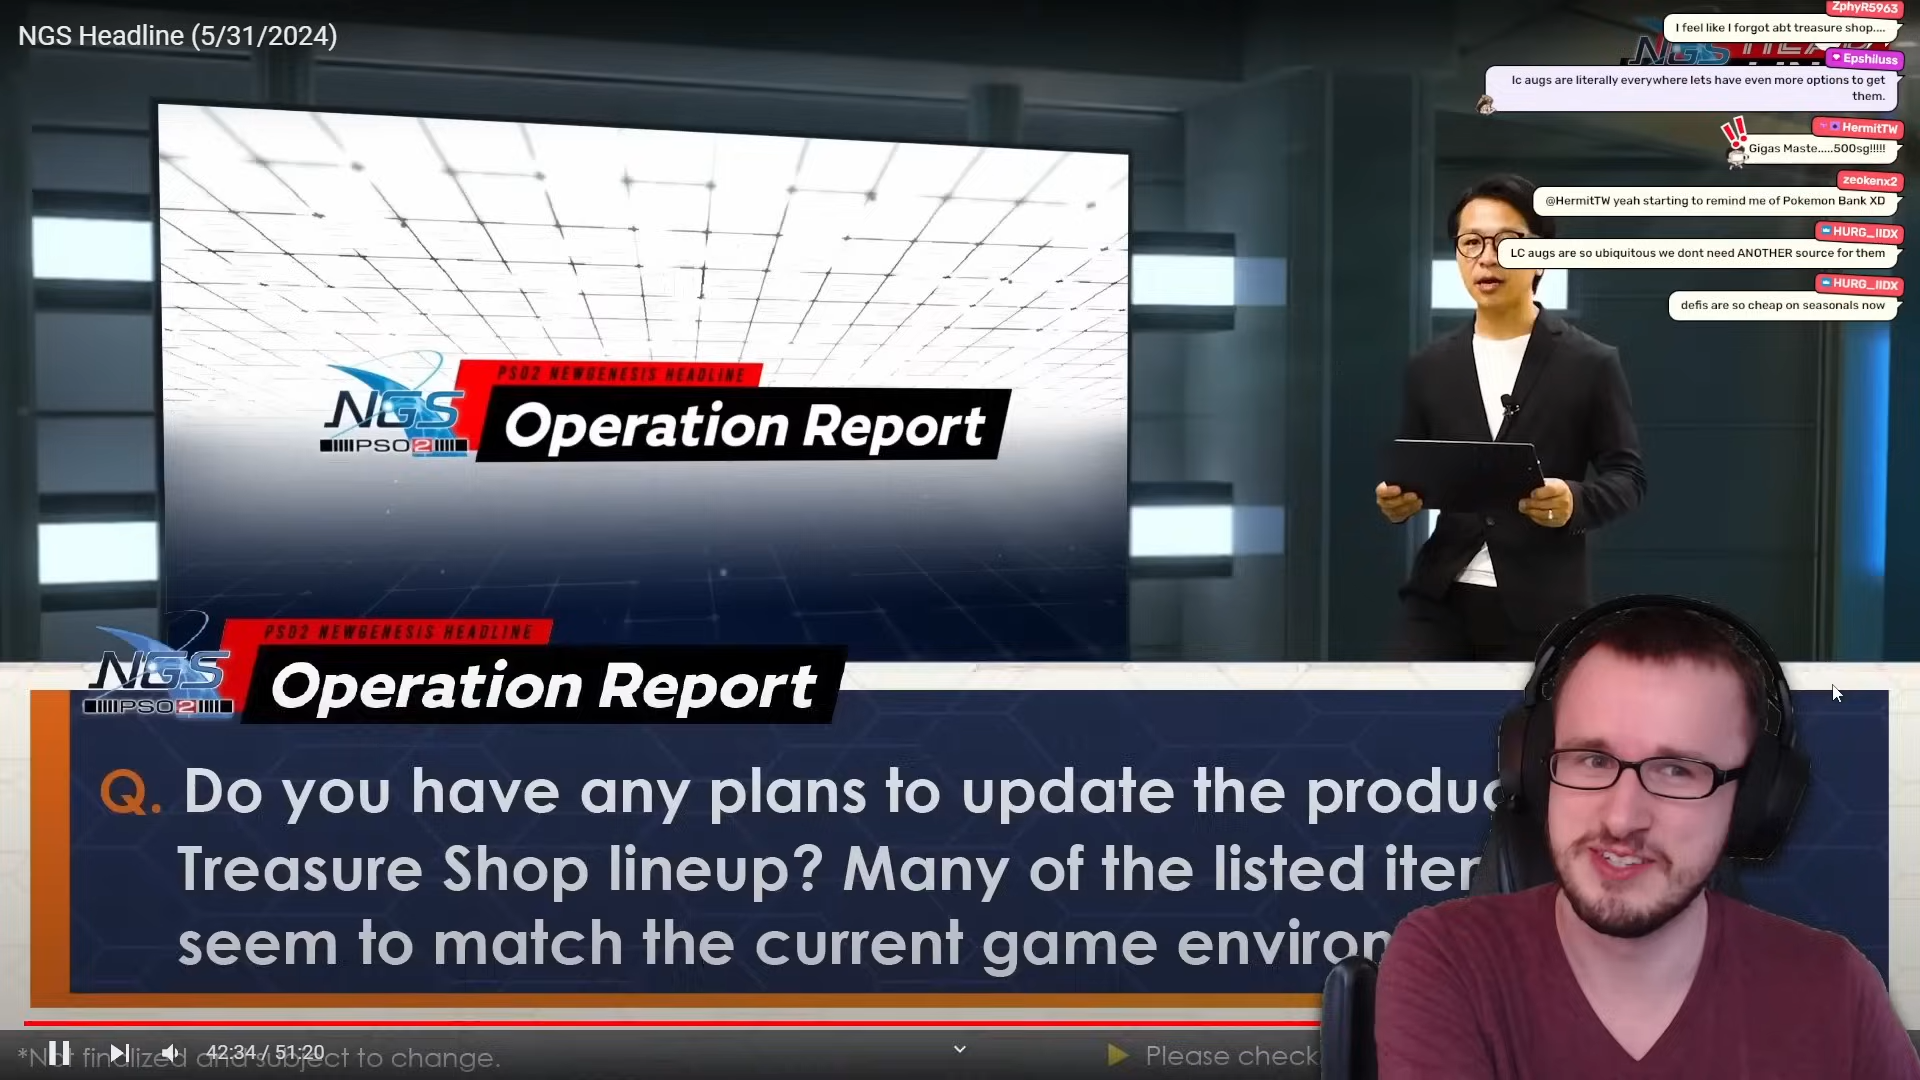 NGS Headline (5/31/2024)
ZphyR5963
I feel like I forgot abt treasure shop....
NGS
Epshiluss
lc augs are literally everywhere lets have even more options to get
them.
HermitTW
Gigas Maste.....500sg!!!!!
zeokenx2
@HermitTW yeah starting to remind me of Pokemon Bank XD
HURG_IIDX
LC augs are so ubiquitous we dont need ANOTHER source for them
HURG_IIDX
defis are so cheap on seasonals now
PSO2 NEWGENESIS HEADLINE
NGS
PSO2
Operation Report
PSO2 NEWGENESIS HEADLINE
NGS
PSO2
Operation Report
Q. Do you have any plans to update the produc
Treasure Shop lineup? Many of the listed iter
seem to match the current game environ
42:34 / 51:20
*Not finalized and subject to change.
Please check